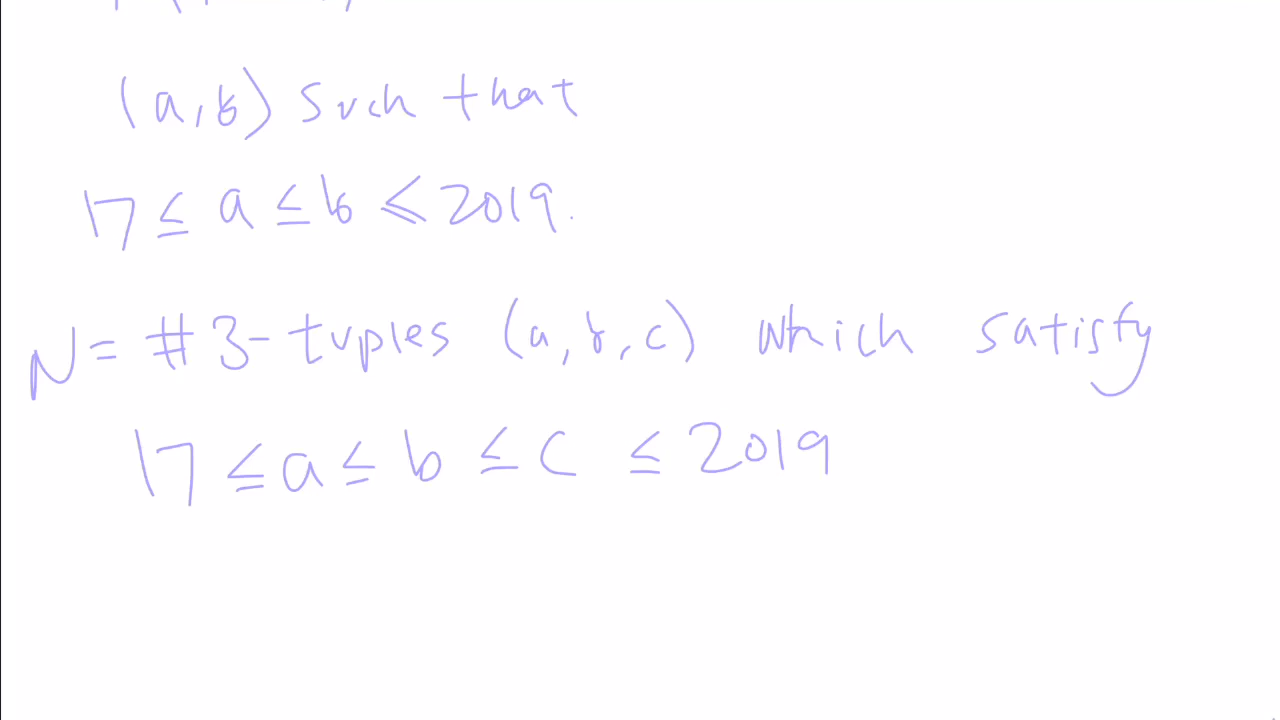 (a,b) such that
17 ≤ a ≤ b ≤ 2019.
N = # 3-tuples (a,b,c) which satisfy
17 ≤ a ≤ b ≤ c ≤ 2019